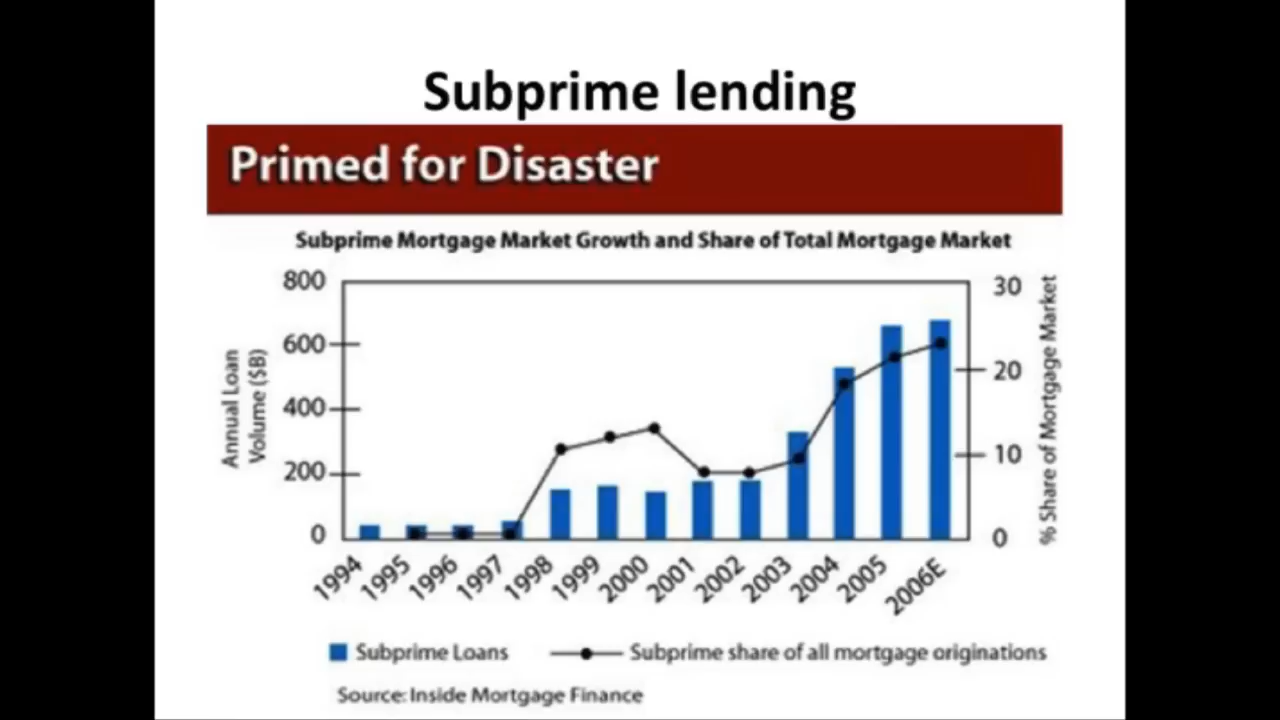 Subprime lending
Primed for Disaster
Subprime Mortgage Market Growth and Share of Total Mortgage Market
Annual Loan
Volume ($B)
800
600
400
200
0
30
20
10
0
% Share of Mortgage Market
1994
1995
1996
1997
1998
1999
2000
2001
2002
2003
2004
2005
2006E
Subprime Loans
Subprime share of all mortgage originations
Source: Inside Mortgage Finance